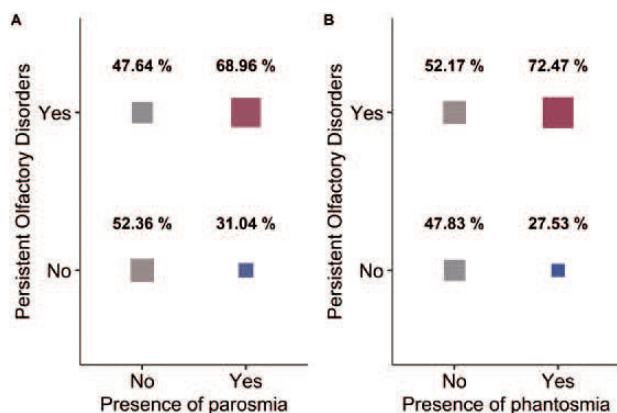 A
Persistent Olfactory Disorders
47.64 % 68.96 %
Yes
52.36 % 31.04 %
No
No Yes
Presence of parosmia
B
Persistent Olfactory Disorders
52.17 % 72.47 %
Yes
47.83 % 27.53 %
No
No Yes
Presence of phantosmia